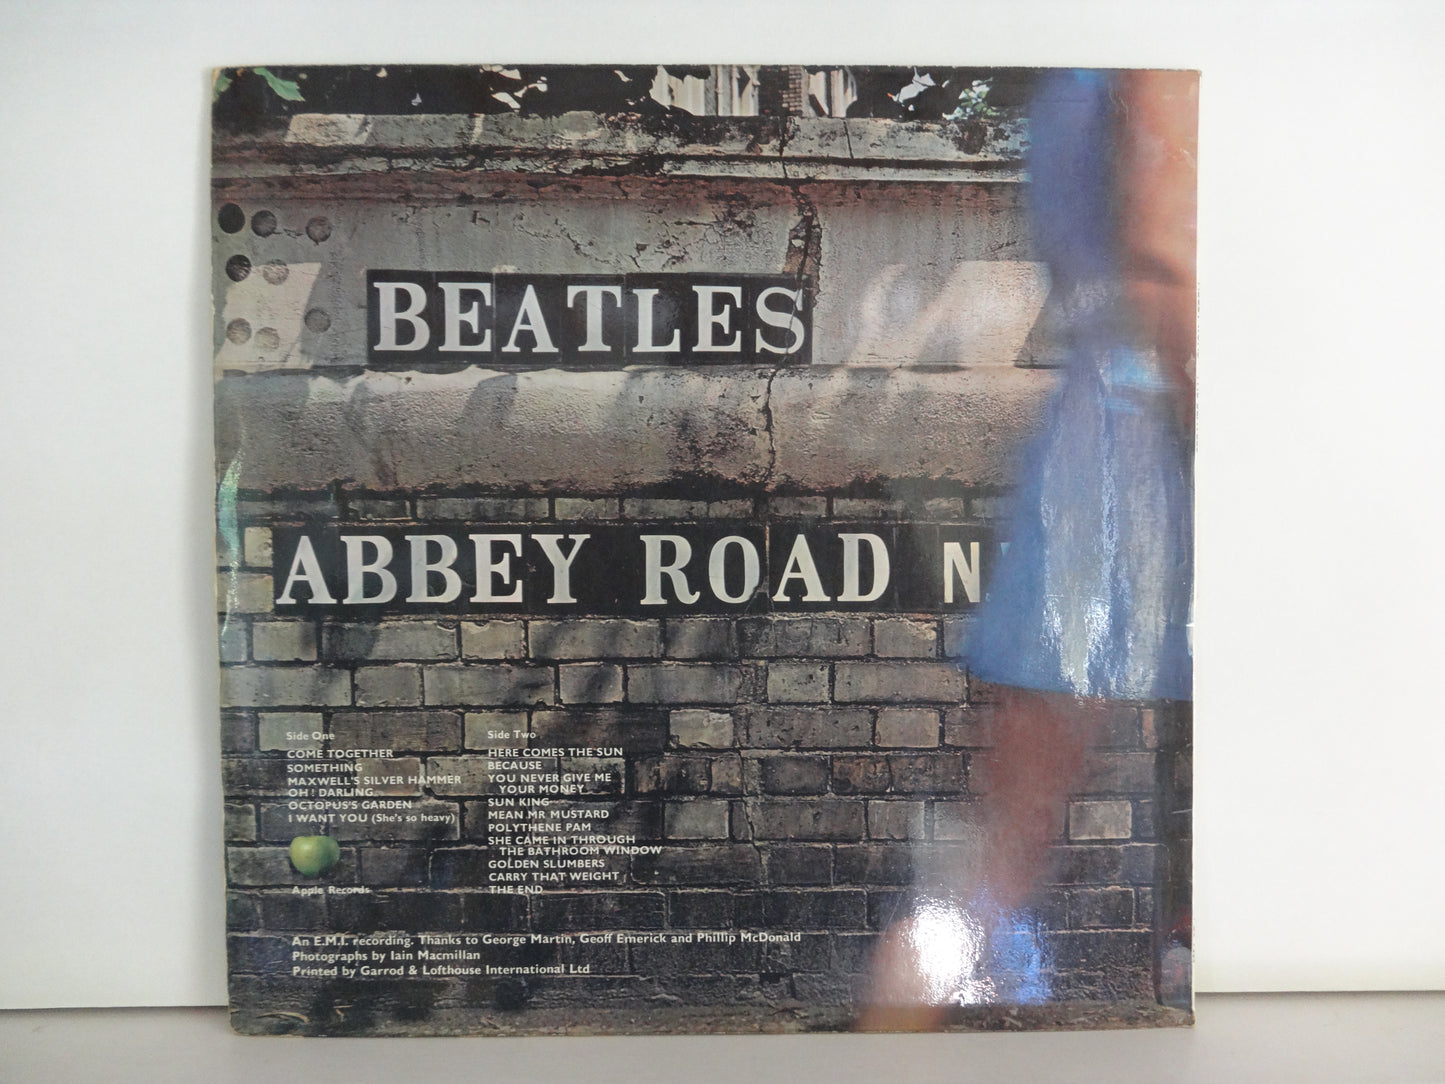 BEATLES
ABBEY ROAD N
Side One
COME TOGETHER
SOMETHING
MAXWELL'S SILVER HAMMER
OH! DARLING
OCTOPUS'S GARDEN
I WANT YOU (She's so heavy)
Apple Records
Side Two
HERE COMES THE SUN
BECAUSE
YOU NEVER GIVE ME
YOUR MONEY
SUN KING
MEAN MR MUSTARD
POLYTHENE PAM
SHE CAME IN THROUGH
THE BATHROOM WINDOW
GOLDEN SLUMBERS
CARRY THAT WEIGHT
THE END
An E.M.I. recording. Thanks to George Martin, Geoff Emerick and Phillip McDonald
Photographs by Iain Macmillan
Printed by Garrod & Lofthouse International Ltd